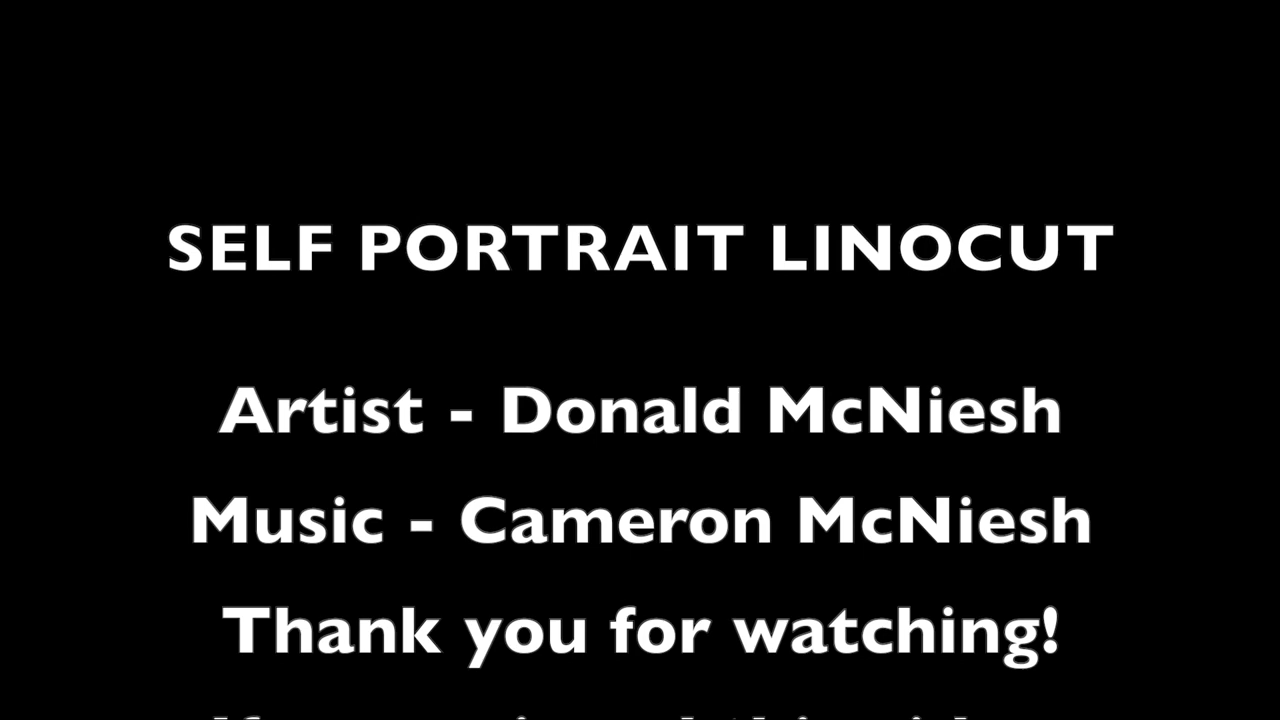 SELF PORTRAIT LINOCUT
Artist - Donald McNiesh
Music - Cameron McNiesh
Thank you for watching!